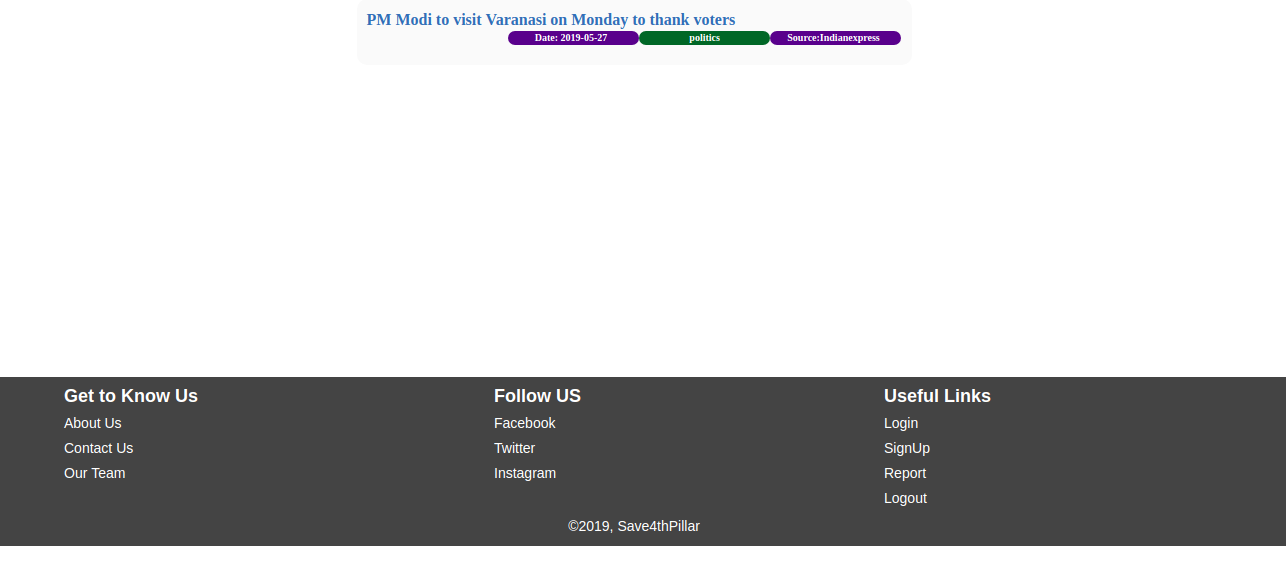 PM Modi to visit Varanasi on Monday to thank voters
Date: 2019-05-27 politics Source:Indianexpress
Get to Know Us
About Us
Contact Us
Our Team
Follow US
Facebook
Twitter
Instagram
Useful Links
Login
SignUp
Report
Logout
©2019, Save4thPillar